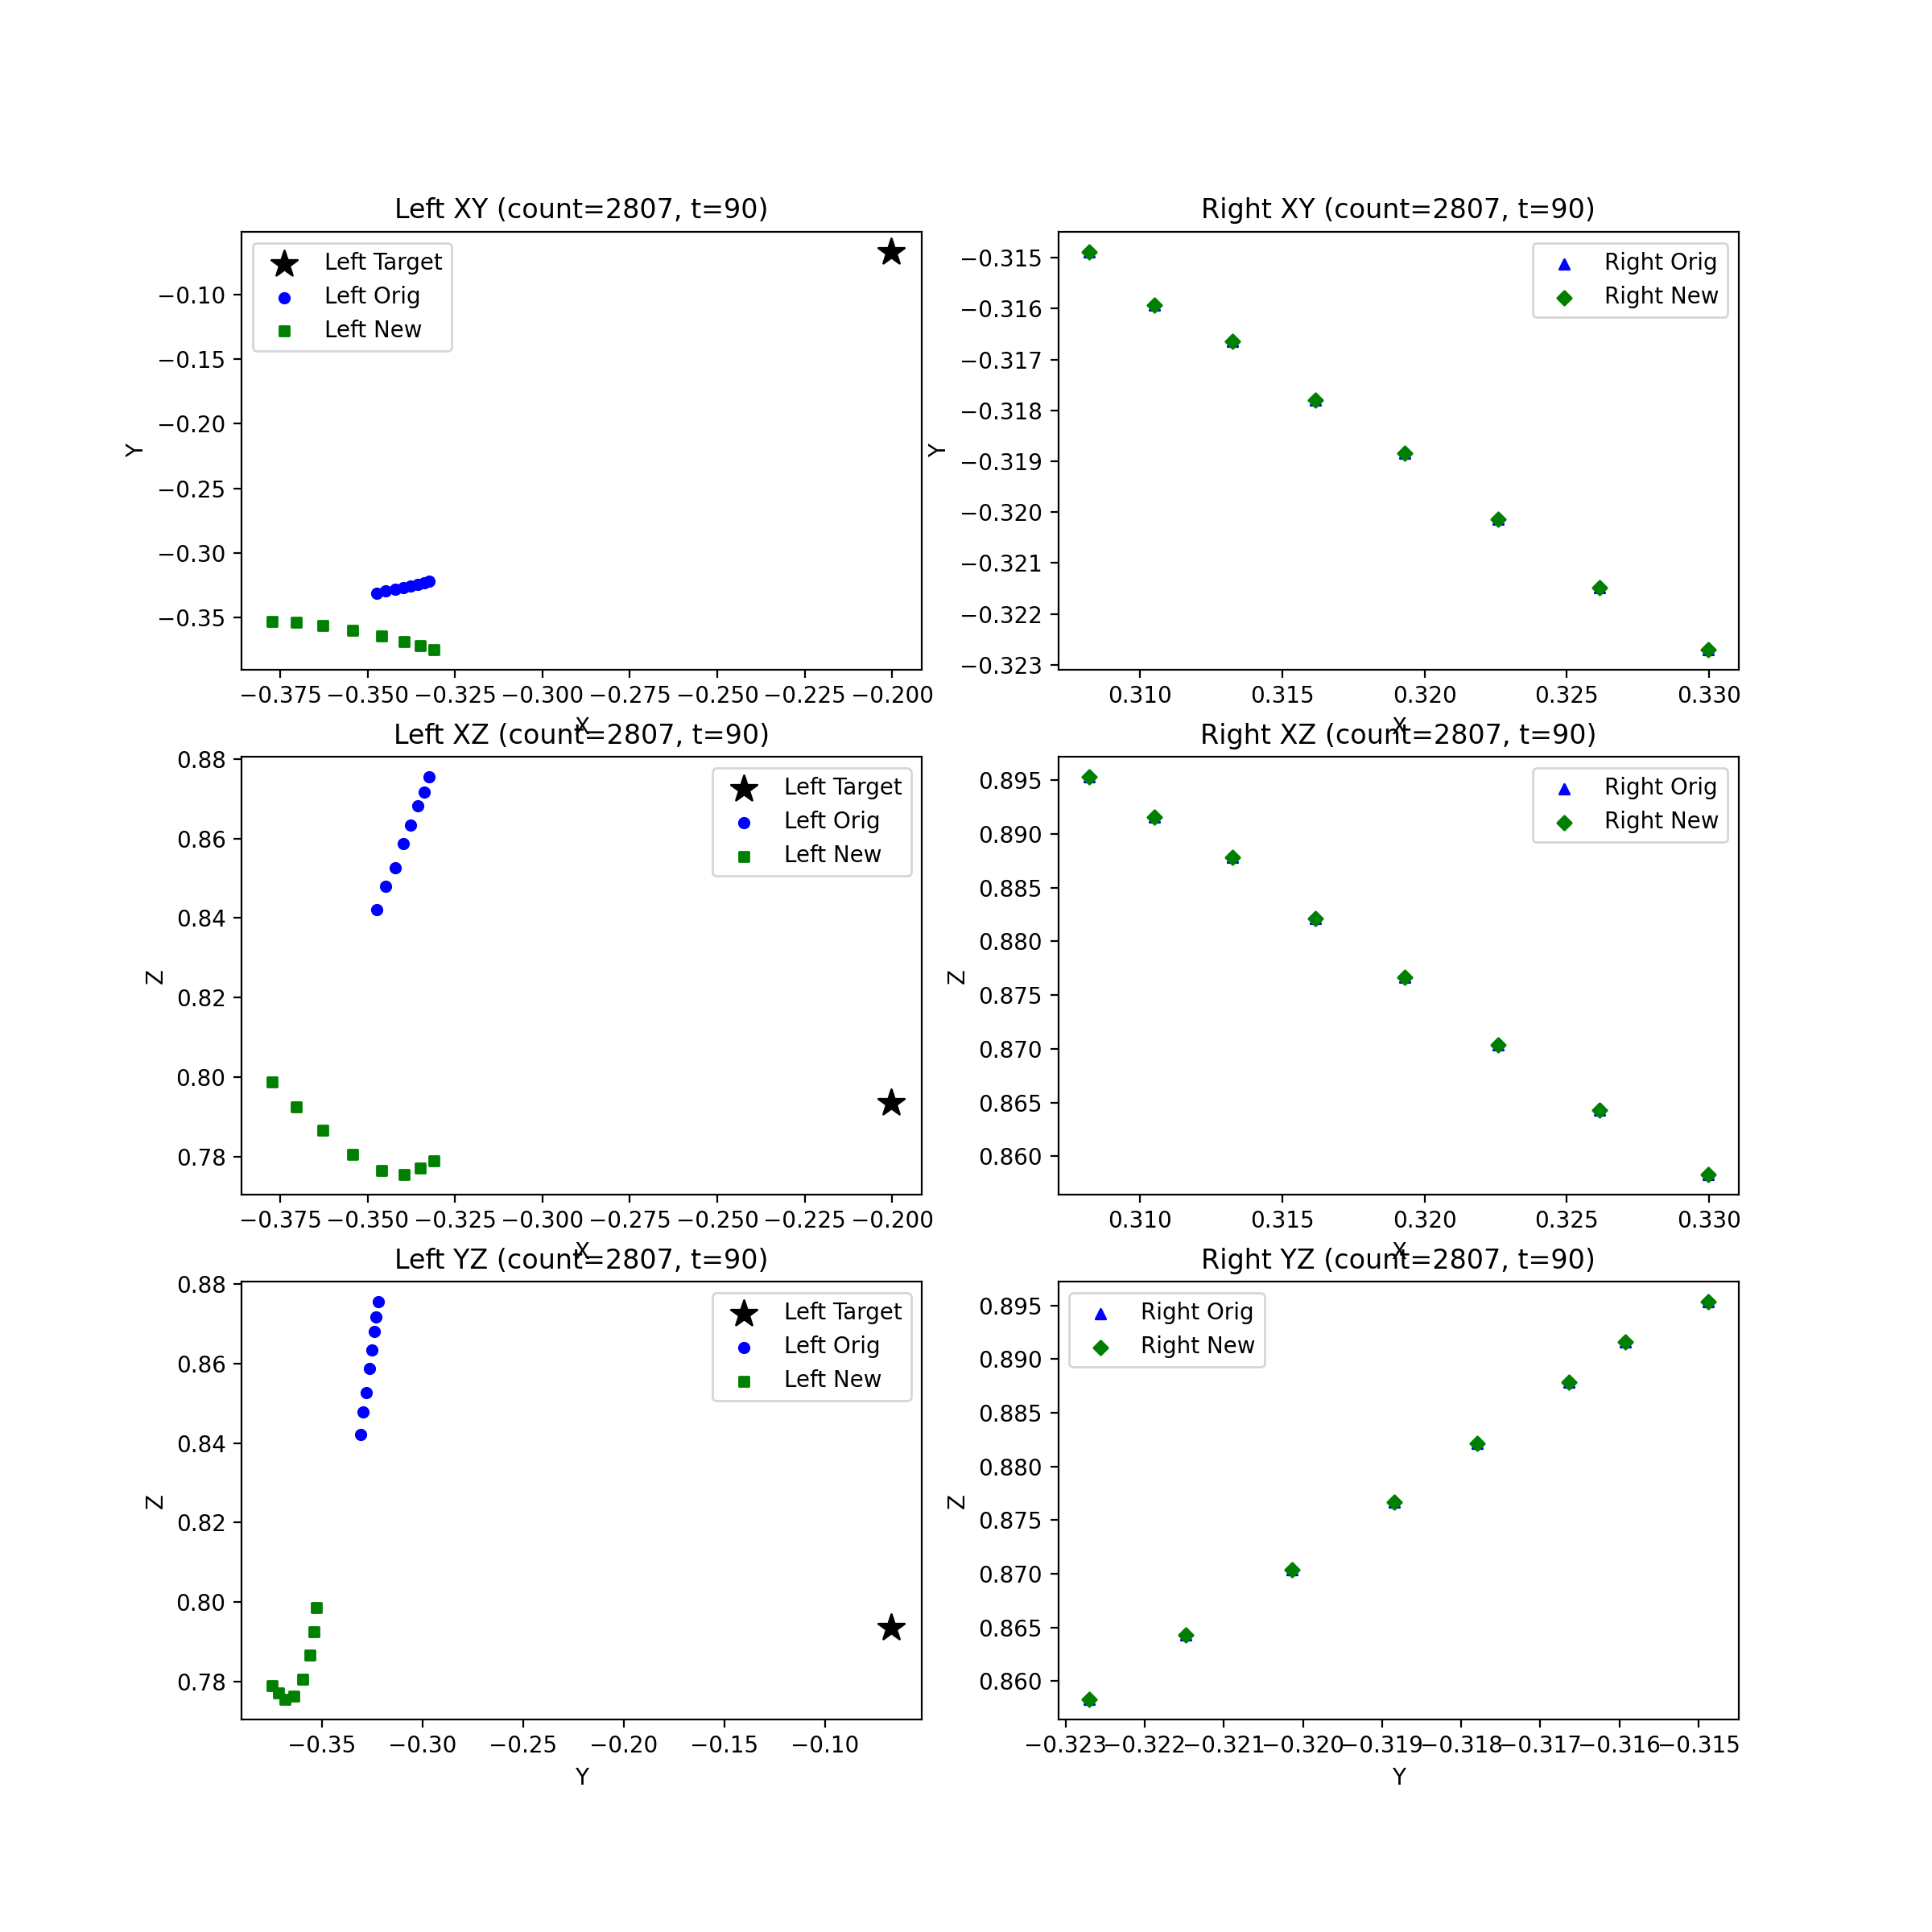 Left XY (count=2807, t=90)
Left Target
Left Orig
Left New
−0.10
−0.15
−0.20
−0.25
−0.30
−0.35
Y
−0.375 −0.350 −0.325 −0.300 −0.275 −0.250 −0.225 −0.200
X
Right XY (count=2807, t=90)
Right Orig
Right New
−0.315
−0.316
−0.317
−0.318
−0.319
−0.320
−0.321
−0.322
−0.323
Y
0.310 0.315 0.320 0.325 0.330
X
Left XZ (count=2807, t=90)
Left Target
Left Orig
Left New
0.88
0.86
0.84
0.82
0.80
0.78
Z
−0.375 −0.350 −0.325 −0.300 −0.275 −0.250 −0.225 −0.200
X
Right XZ (count=2807, t=90)
Right Orig
Right New
0.895
0.890
0.885
0.880
0.875
0.870
0.865
0.860
Z
0.310 0.315 0.320 0.325 0.330
X
Left YZ (count=2807, t=90)
Left Target
Left Orig
Left New
0.88
0.86
0.84
0.82
0.80
0.78
Z
−0.35 −0.30 −0.25 −0.20 −0.15 −0.10
Y
Right YZ (count=2807, t=90)
Right Orig
Right New
0.895
0.890
0.885
0.880
0.875
0.870
0.865
0.860
Z
−0.323 −0.322 −0.321 −0.320 −0.319 −0.318 −0.317 −0.316 −0.315
Y